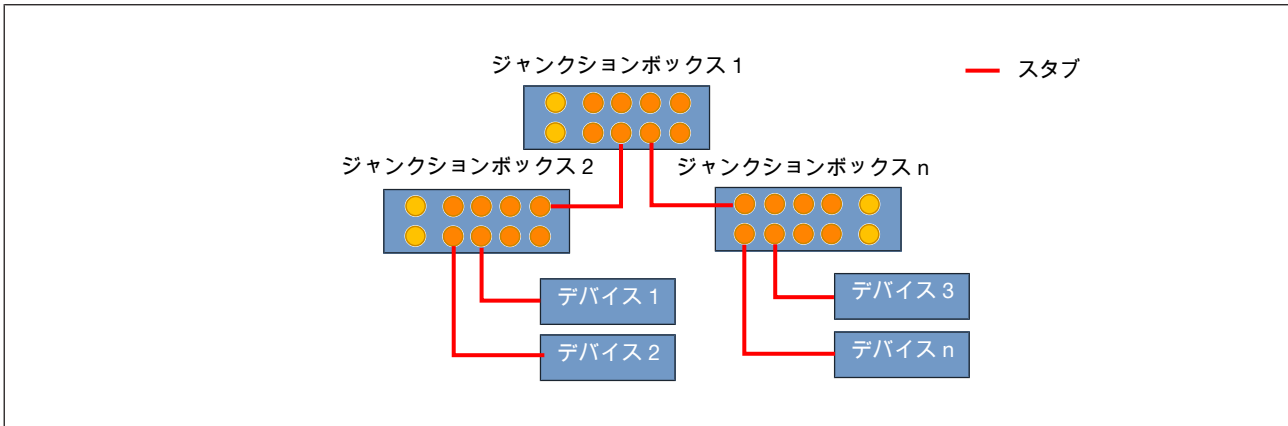 ジャンクションボックス 1
スタブ
ジャンクションボックス 2
ジャンクションボックス n
デバイス 1
デバイス 3
デバイス 2
デバイス n